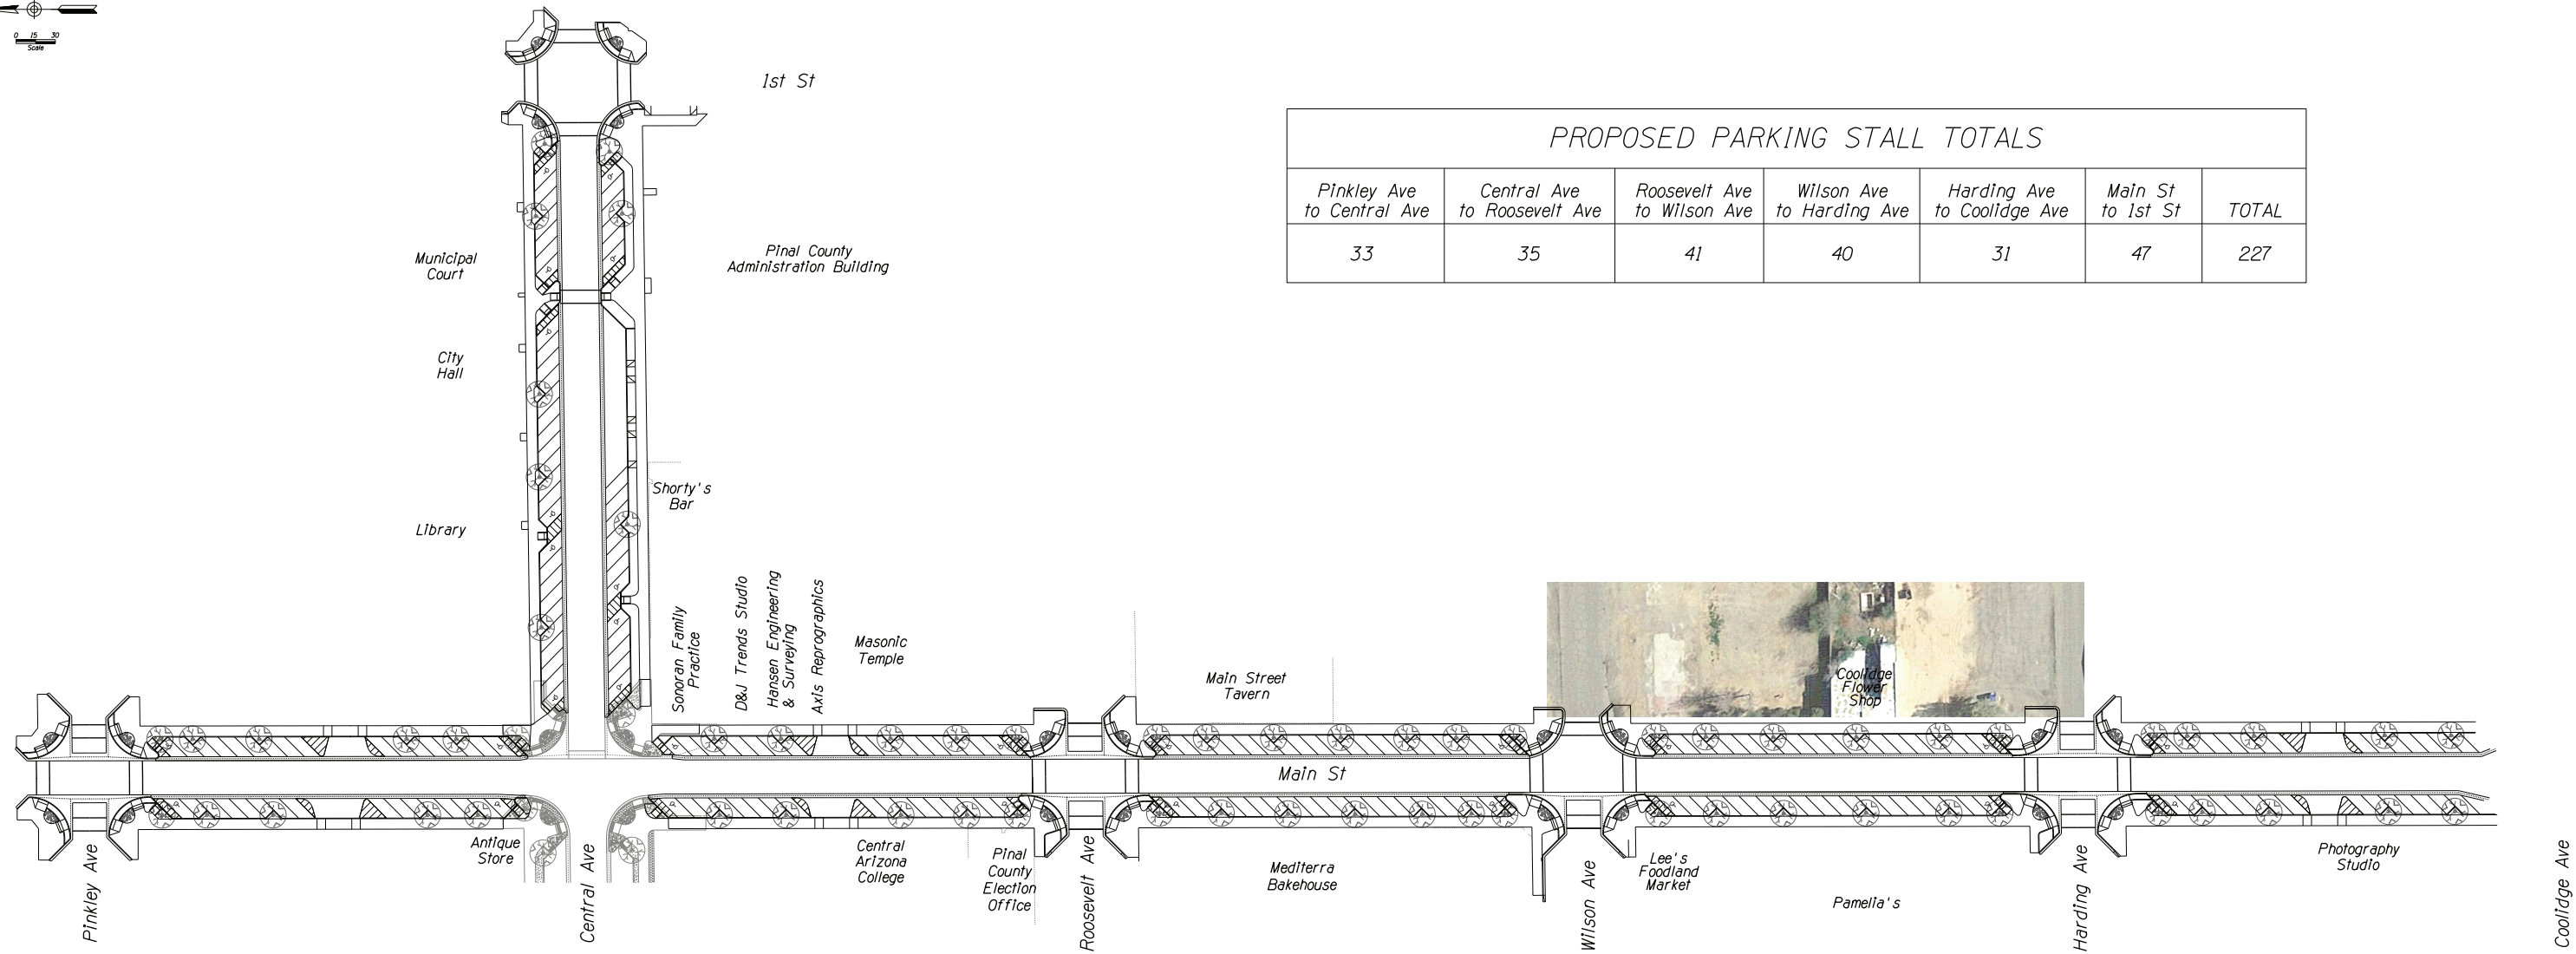 0 15 30
Scale
1st St
PROPOSED PARKING STALL TOTALS
Pinkley Ave
to Central Ave
Central Ave
to Roosevelt Ave
Roosevelt Ave
to Wilson Ave
Wilson Ave
to Harding Ave
Harding Ave
to Coolidge Ave
Main St
to 1st St
TOTAL
33
35
41
40
31
47
227
Municipal
Court
Pinal County
Administration Building
City
Hall
Shorty's
Bar
Library
Sonoran Family
Practice
D&J Trends Studio
Hansen Engineering
& Surveying
Axis Reprographics
Masonic
Temple
Main Street
Tavern
Coolidge
Flower
Shop
Main St
Antique
Store
Central
Arizona
College
Pinal
County
Election
Office
Mediterra
Bakehouse
Lee's
Foodland
Market
Pamelia's
Photography
Studio
Pinkley Ave
Central Ave
Roosevelt Ave
Wilson Ave
Harding Ave
Coolidge Ave